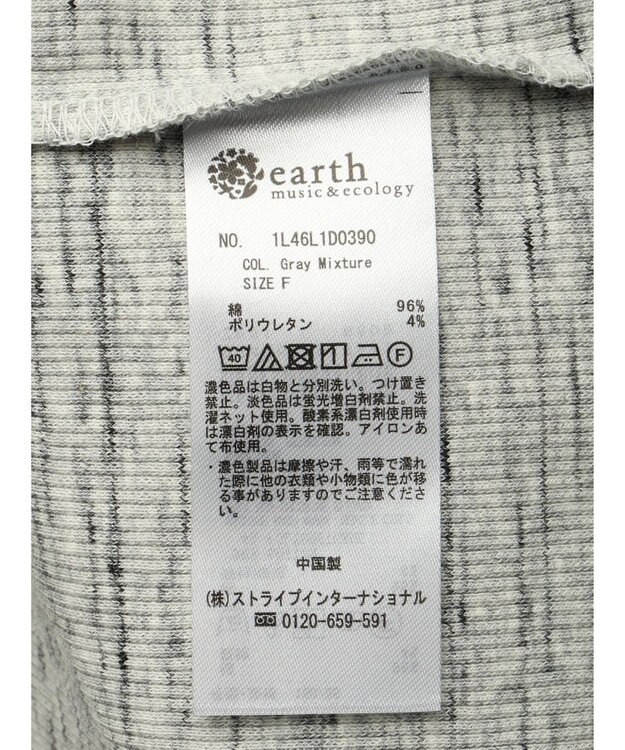 earth
music&ecology
NO. 1L46L1D0390
COL. Gray Mixture
SIZE F
綿 96%
ポリウレタン 4%
40 F
濃色品は白物と分別洗い。つけ置き
禁止。淡色品は蛍光増白剤禁止。洗
濯ネット使用。酸素系漂白剤使用時
は漂白剤の表示を確認。アイロンあ
て布使用。
・濃色製品は摩擦や汗、雨等で濡れ
た際に他の衣類や小物類に色が移
る事がありますのでご注意くださ
い。
中国製
(株)ストライプインターナショナル
0120-659-591